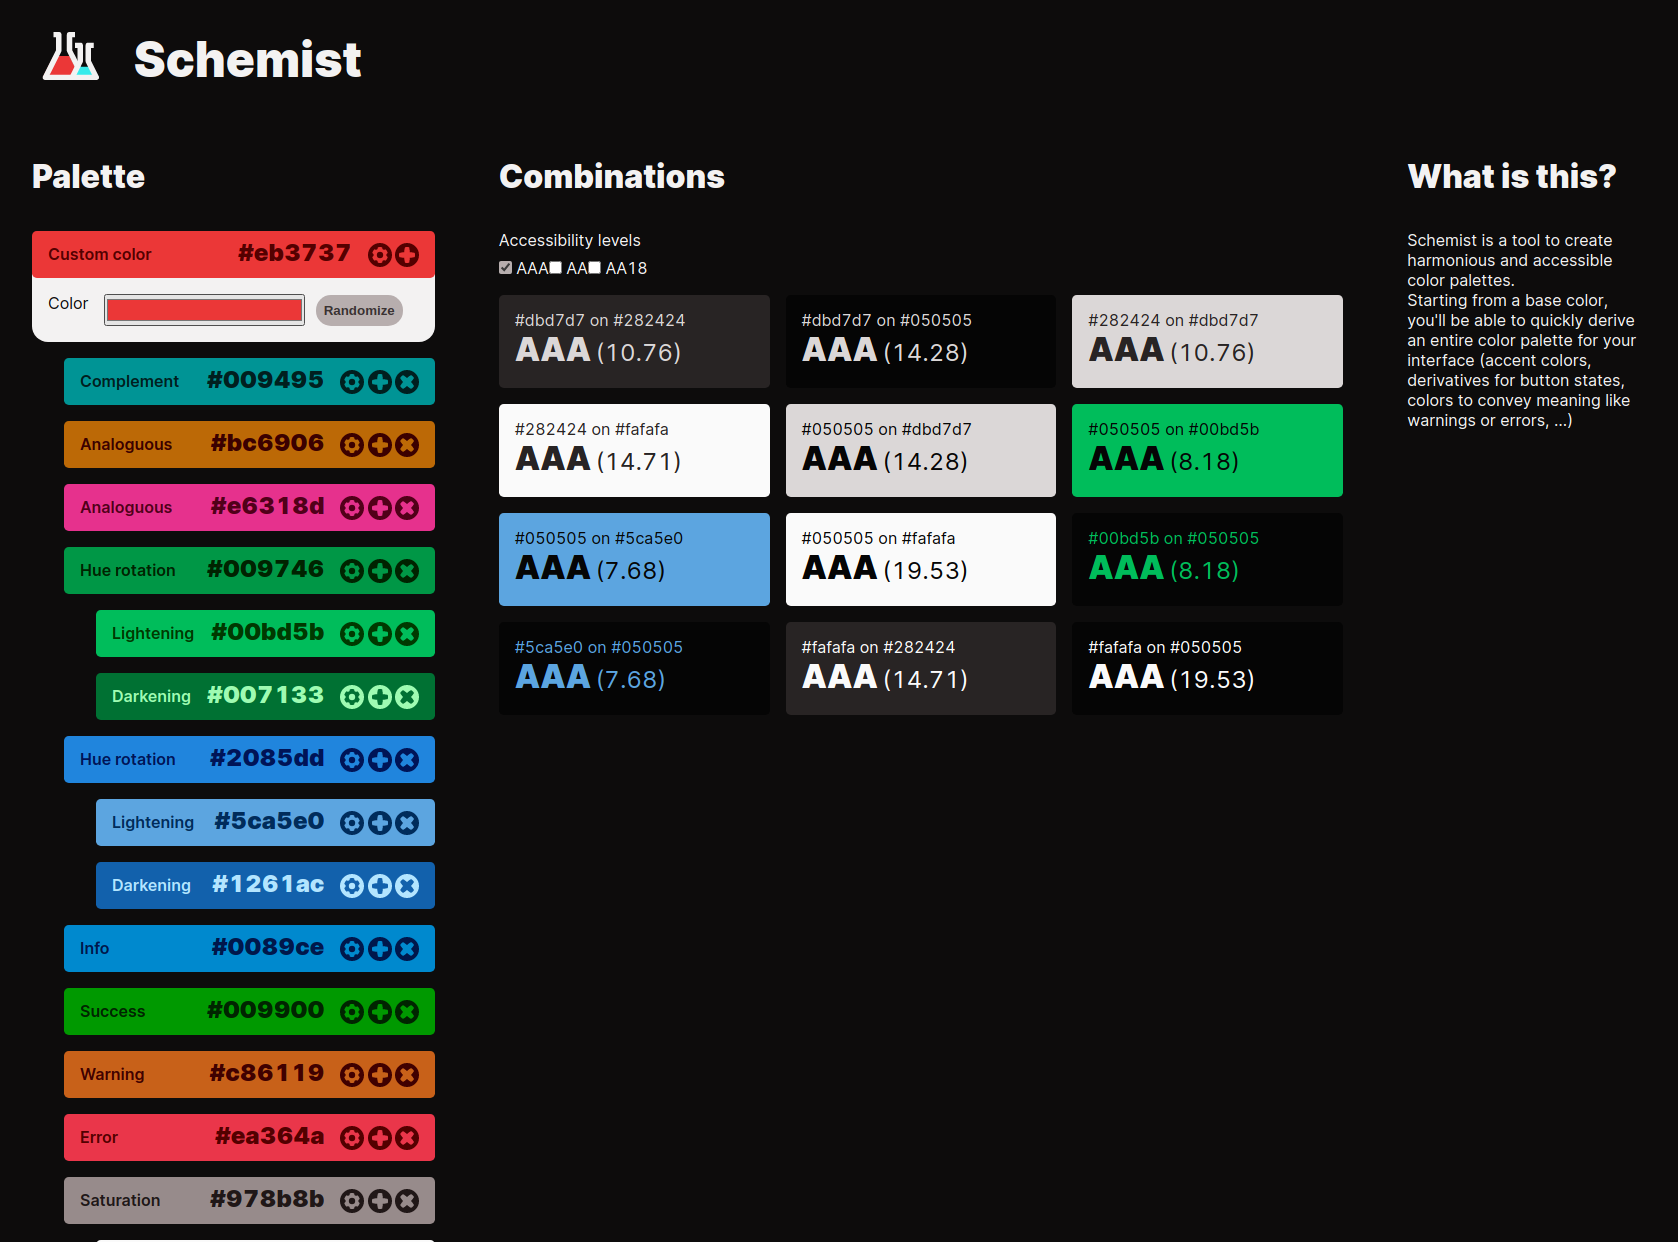 Schemist
Palette
Custom color #eb3737
Color Randomize
Complement #009495
Analoguous #bc6906
Analoguous #e6318d
Hue rotation #009746
Lightening #00bd5b
Darkening #007133
Hue rotation #2085dd
Lightening #5ca5e0
Darkening #1261ac
Info #0089ce
Success #009900
Warning #c86119
Error #ea364a
Saturation #978b8b
Combinations
Accessibility levels
AAA AA AA18
#dbd7d7 on #282424
AAA (10.76)
#dbd7d7 on #050505
AAA (14.28)
#282424 on #dbd7d7
AAA (10.76)
#282424 on #fafafa
AAA (14.71)
#050505 on #dbd7d7
AAA (14.28)
#050505 on #00bd5b
AAA (8.18)
#050505 on #5ca5e0
AAA (7.68)
#050505 on #fafafa
AAA (19.53)
#00bd5b on #050505
AAA (8.18)
#5ca5e0 on #050505
AAA (7.68)
#fafafa on #282424
AAA (14.71)
#fafafa on #050505
AAA (19.53)
What is this?
Schemist is a tool to create
harmonious and accessible
color palettes.
Starting from a base color,
you'll be able to quickly derive
an entire color palette for your
interface (accent colors,
derivatives for button states,
colors to convey meaning like
warnings or errors, ...)